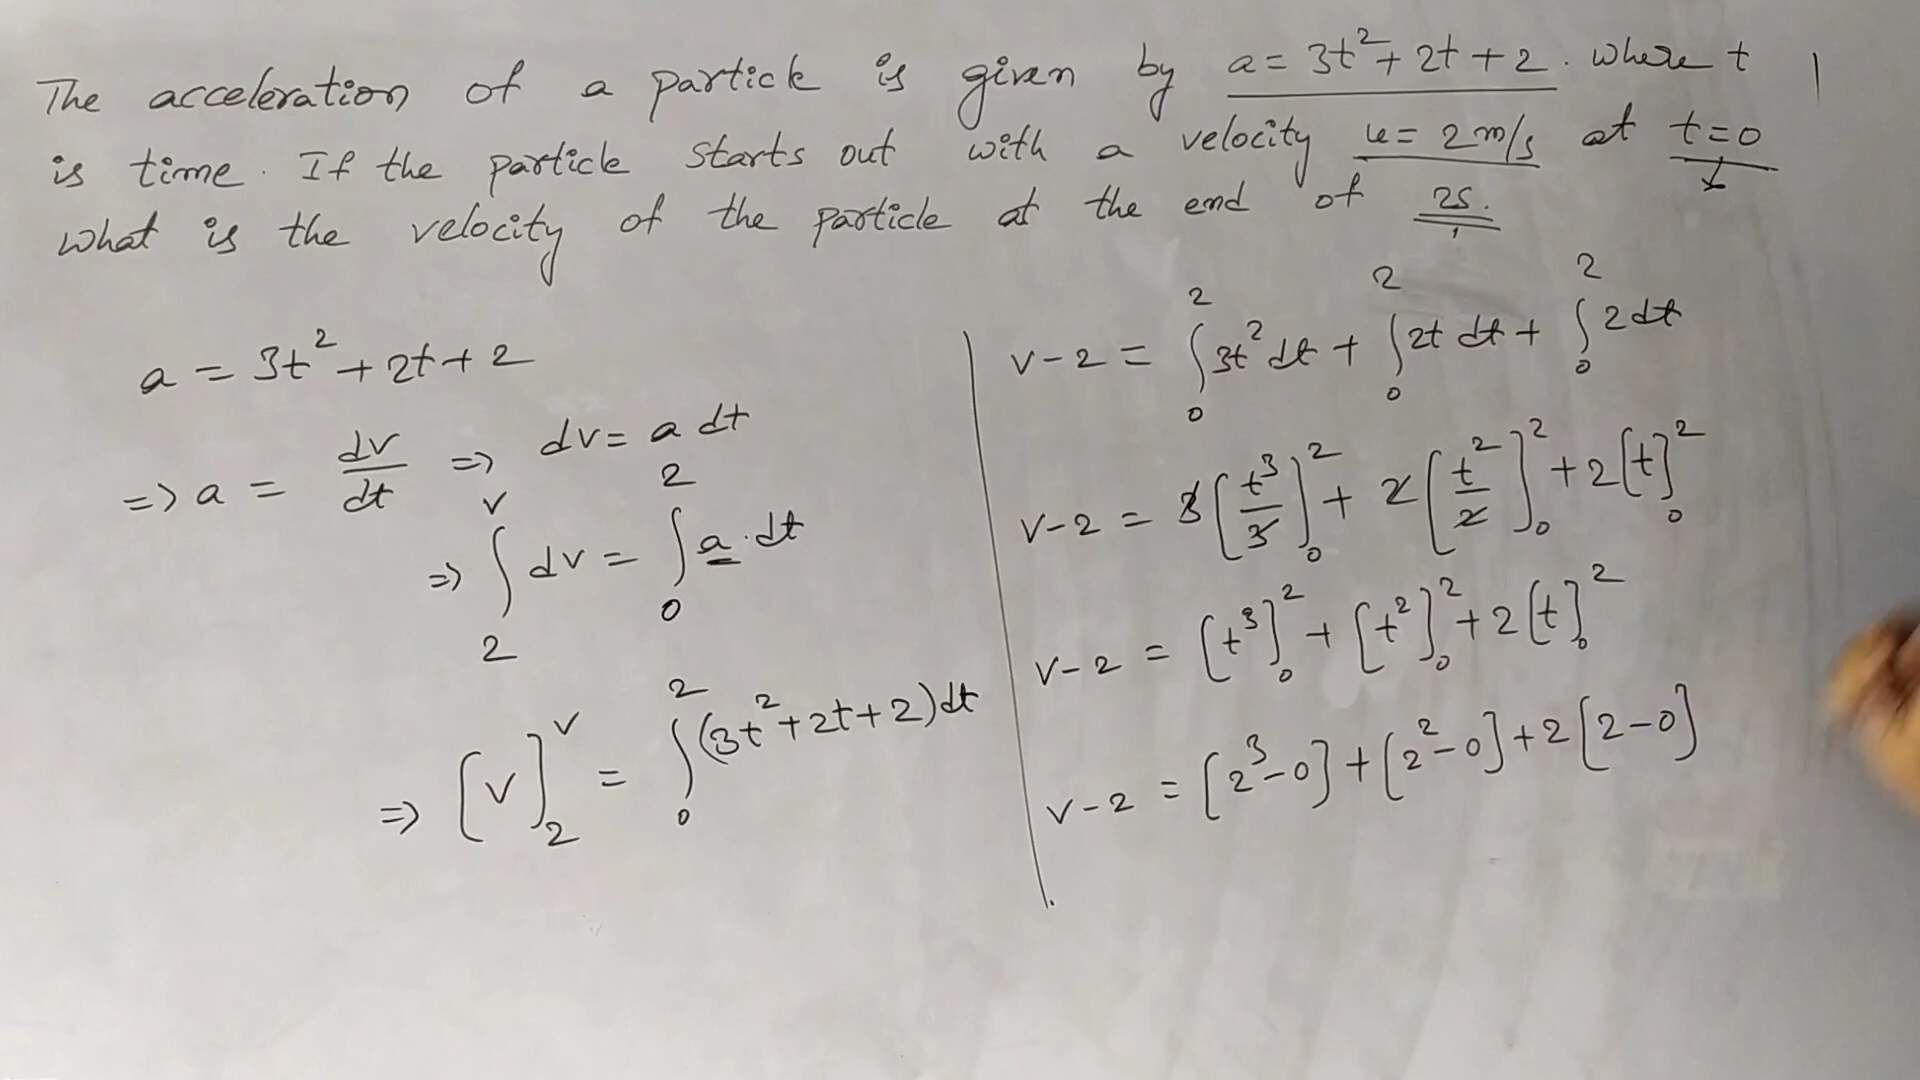 The acceleration of a particle is given by a = 3t² + 2t + 2. where t
is time. If the particle starts out with a velocity u = 2 m/s at t=0
what is the velocity of the particle at the end of 2s.
a = 3t² + 2t + 2
=> a = dv/dt => dv = a dt
=> ∫₂^v dv = ∫₀² a·dt
=> [v]₂^v = ∫₀² (3t² + 2t + 2) dt
v - 2 = ∫₀² 3t² dt + ∫₀² 2t dt + ∫₀² 2 dt
v - 2 = 3[t³/3]₀² + 2[t²/2]₀² + 2[t]₀²
v - 2 = [t³]₀² + [t²]₀² + 2[t]₀²
v - 2 = [2³ - 0] + [2² - 0] + 2[2 - 0]